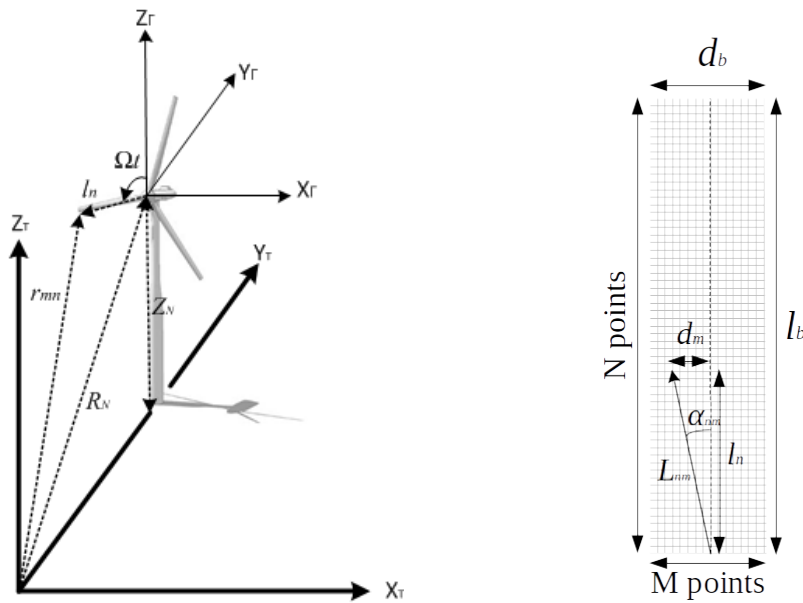 Z_Γ
Y_Γ
Ωt
l_n
X_Γ
Z_T
Y_T
r_mn
Z_N
R_N
X_T
d_b
N points
d_m
l_b
α_nm
l_n
L_nm
M points